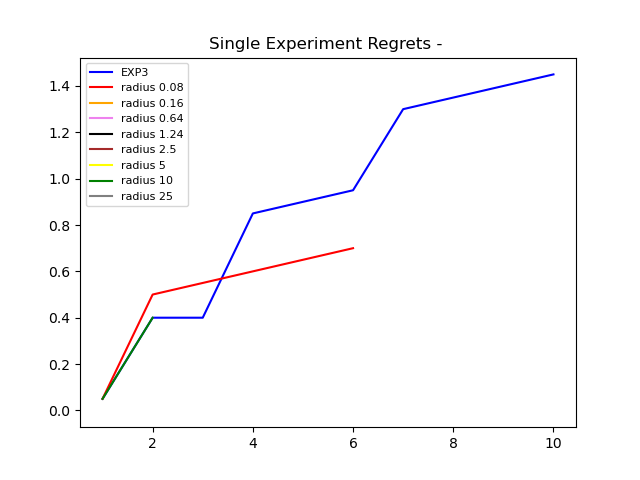 Single Experiment Regrets -
EXP3
radius 0.08
radius 0.16
radius 0.64
radius 1.24
radius 2.5
radius 5
radius 10
radius 25
1.4
1.2
1.0
0.8
0.6
0.4
0.2
0.0
2 4 6 8 10